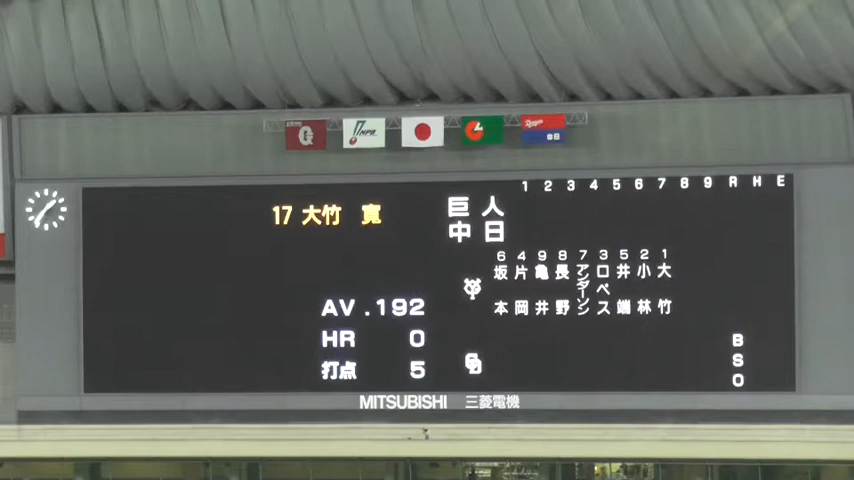 G
NPB
中日
1 2 3 4 5 6 7 8 9 R H E
17 大竹 寛
巨人
中日
6 4 9 8 7 3 5 2 1
坂本
片岡
亀井
長野
アンダーソン
ロペス
井端
小林
大竹
AV .192
HR 0
打点 5
B
S
O
MITSUBISHI 三菱電機